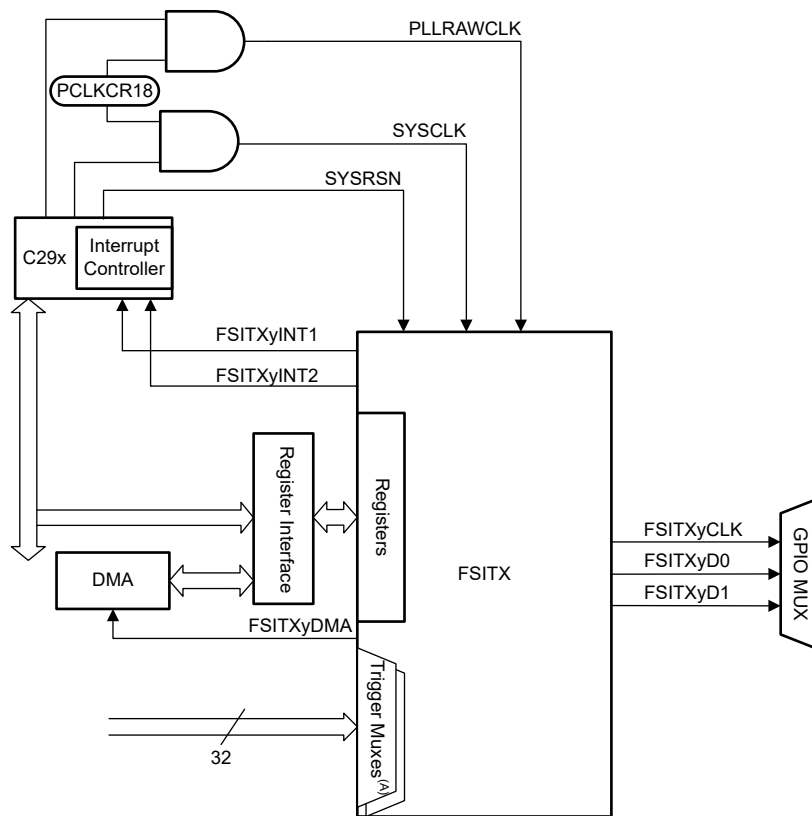 PLLRAWCLK
PCLKCR18
SYSCLK
SYSRSN
C29x
Interrupt
Controller
FSITXyINT1
FSITXyINT2
Register Interface
Registers
FSITX
FSITXyCLK
FSITXyD0
FSITXyD1
GPIO MUX
DMA
FSITXyDMA
Trigger Muxes(A)
32